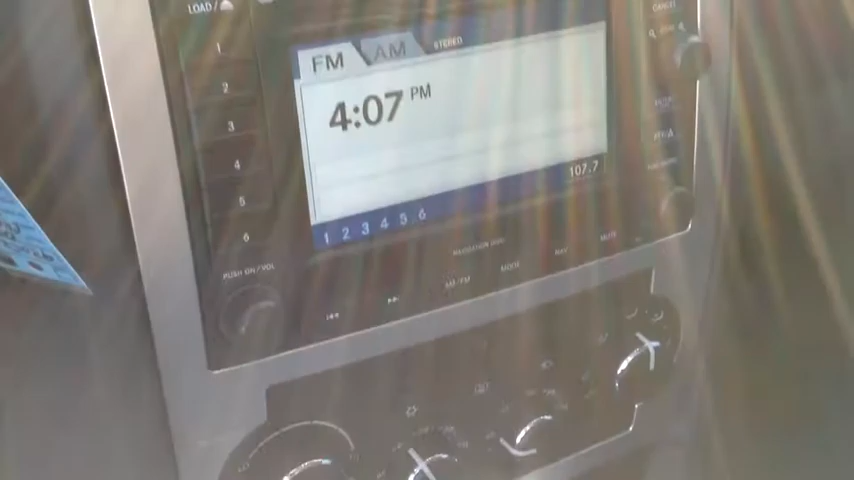 LOAD/
CANCEL
FM AM STEREO
4:07 PM
107.7
1 2 3 4 5 6
1
2
3
4
5
6
PUSH ON/VOL
NAVIGATION DISC
AM/FM MODE NAV MUTE
LO